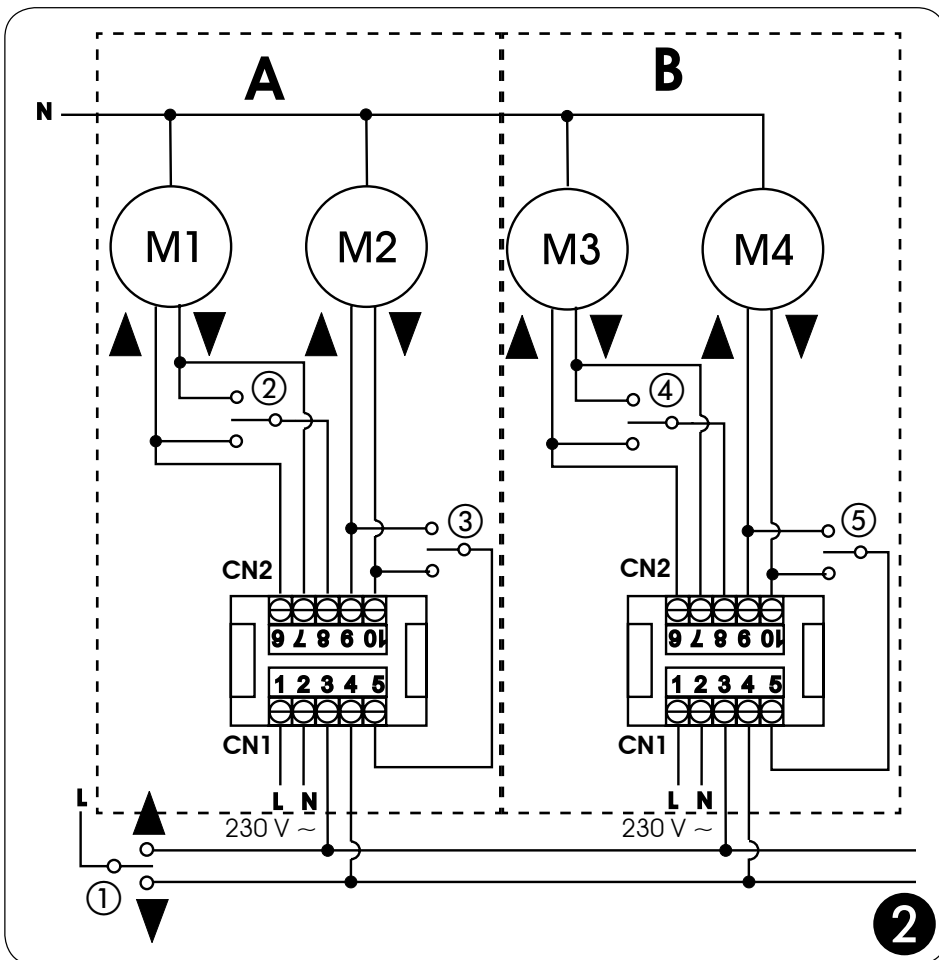 A B
N
M1 M2 M3 M4
② ④
③ ⑤
CN2 CN2
6 7 8 9 10 6 7 8 9 10
1 2 3 4 5 1 2 3 4 5
CN1 CN1
L L N L N
230 V ~ 230 V ~
①
2